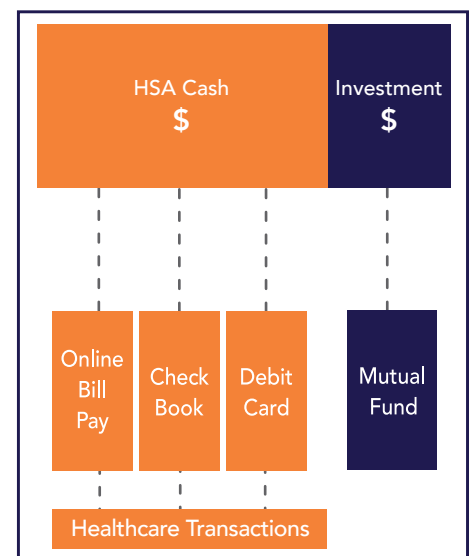 HSA Cash
$
Investment
$
Online
Bill
Pay
Check
Book
Debit
Card
Mutual
Fund
Healthcare Transactions